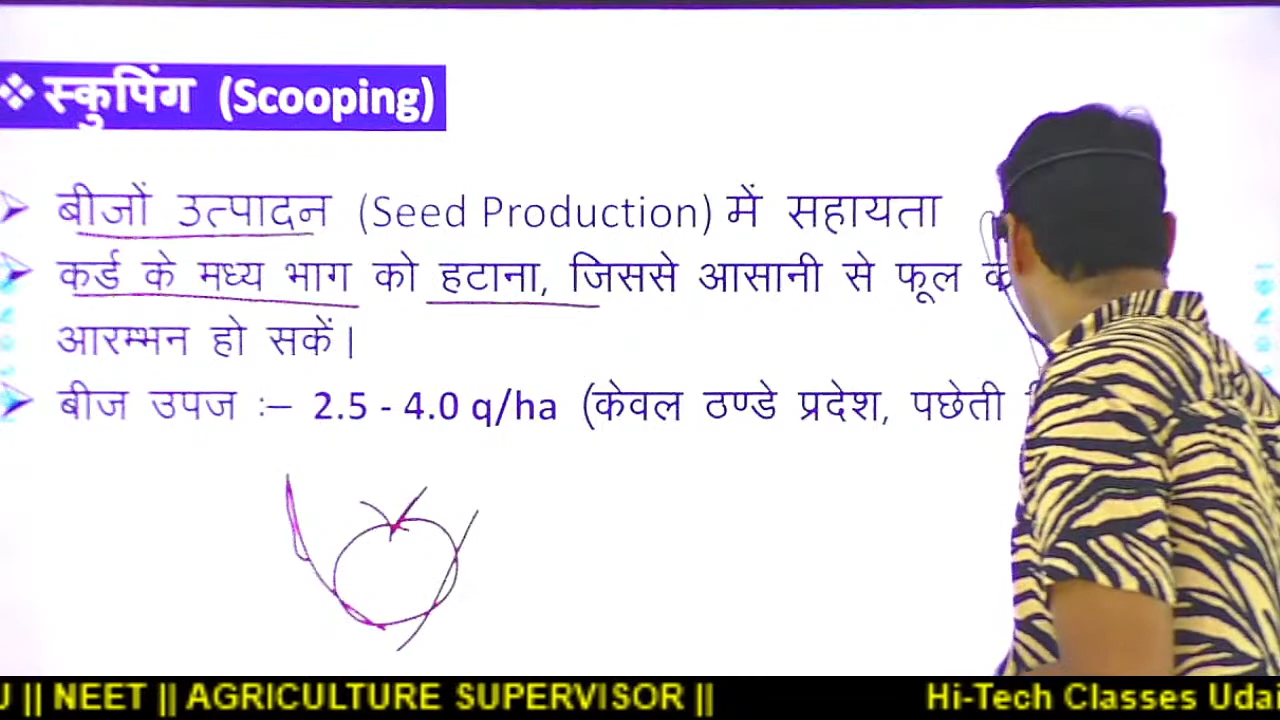 ❖ स्कुपिंग (Scooping)
➢ बीजों उत्पादन (Seed Production) में सहायता
➢ कर्ड के मध्य भाग को हटाना, जिससे आसानी से फूल
आरम्भन हो सकें।
➢ बीज उपज :– 2.5 - 4.0 q/ha (केवल ठण्डे प्रदेश, पछेती
|| NEET || AGRICULTURE SUPERVISOR || Hi-Tech Classes